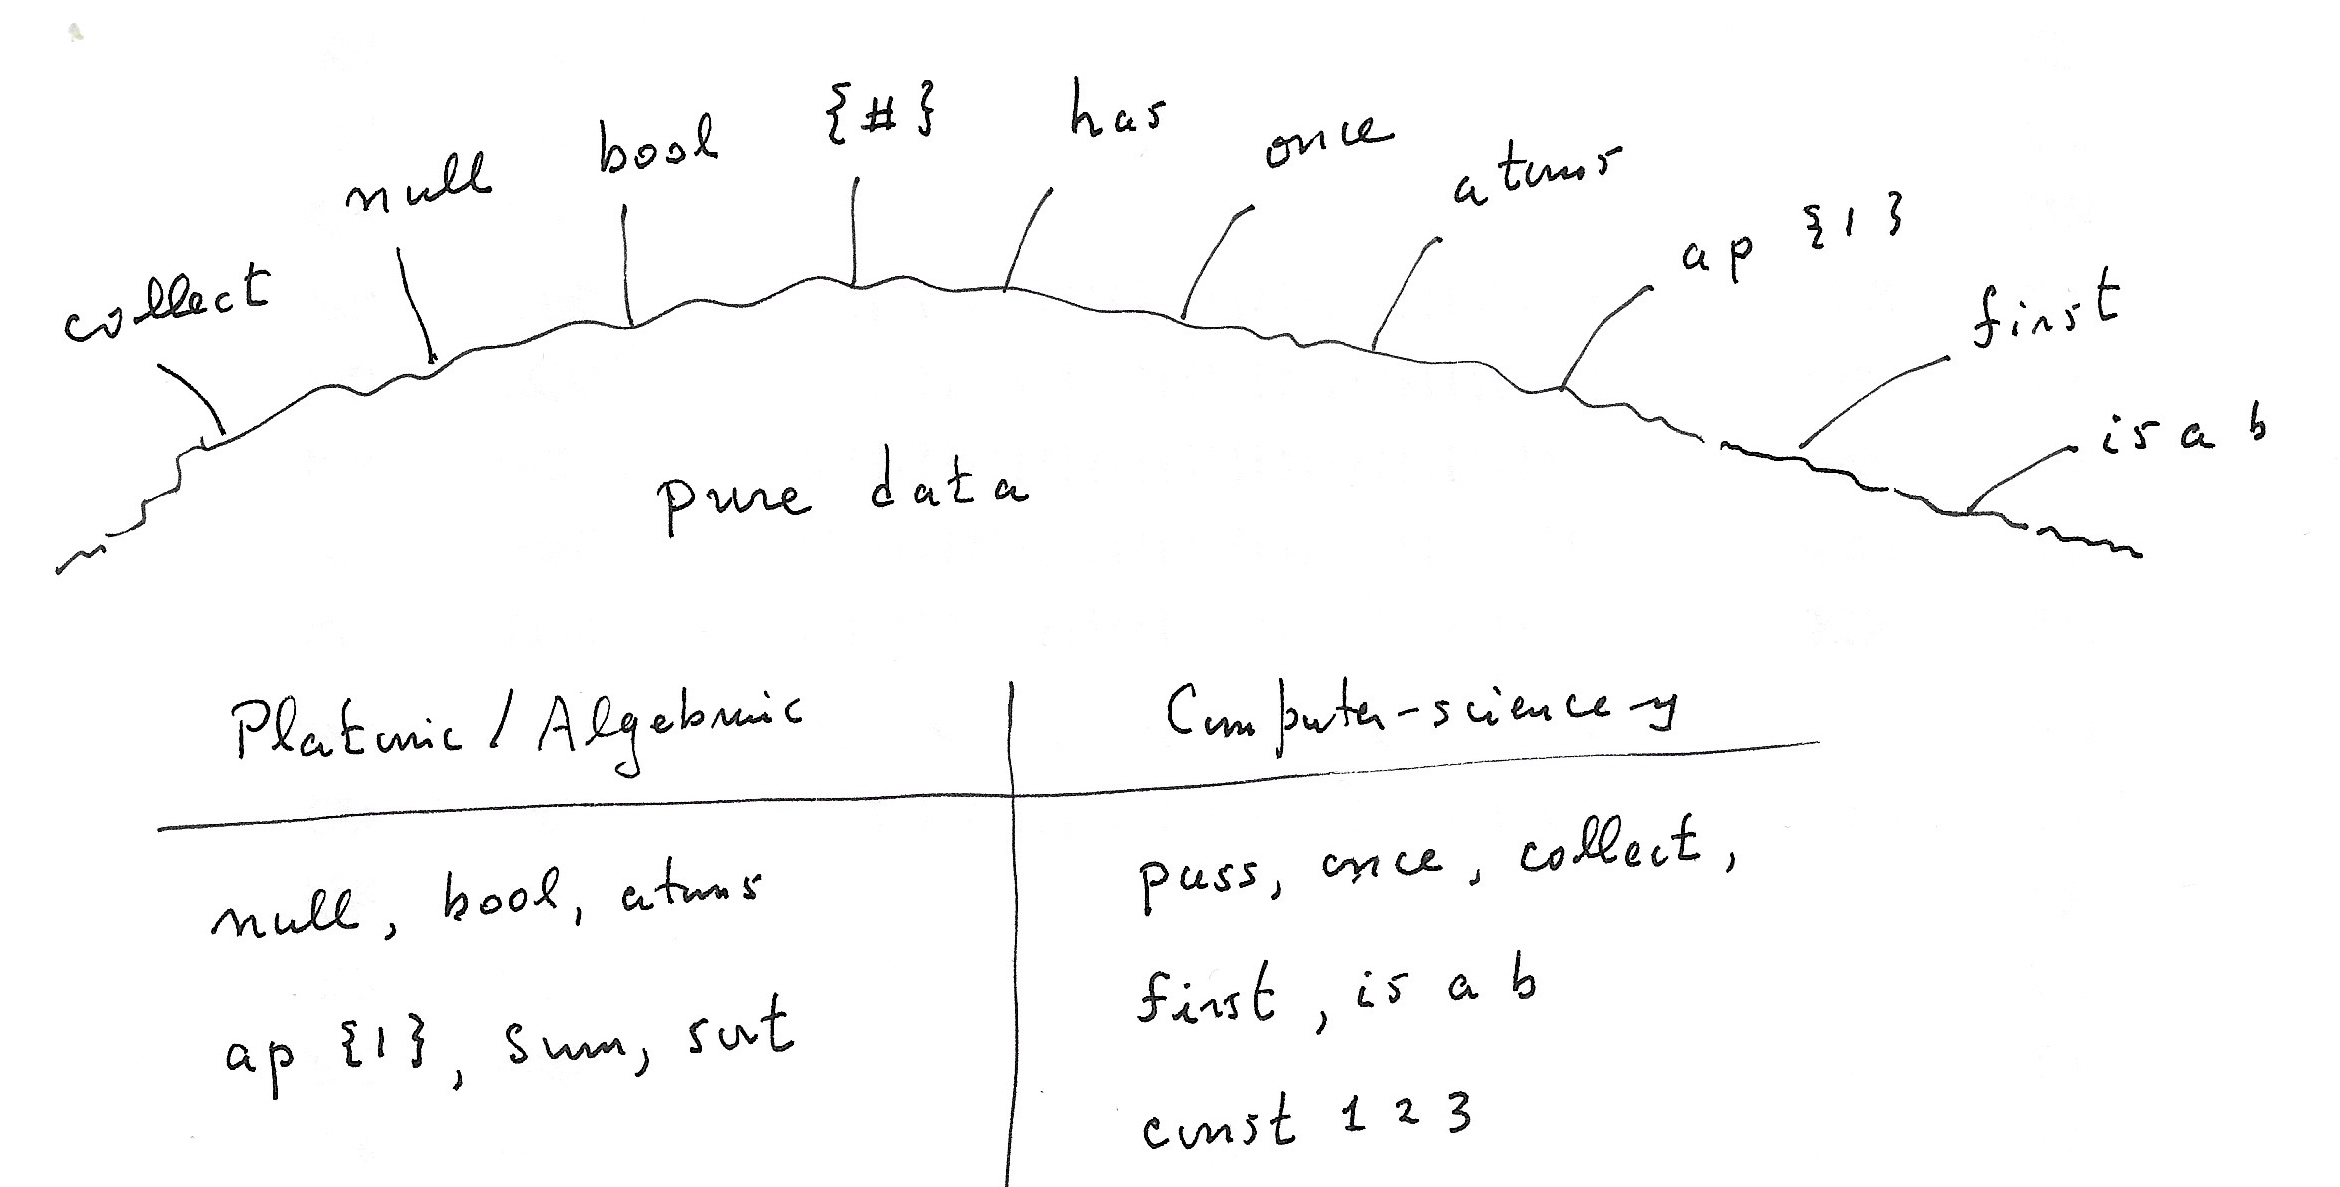 collect
null
bool
{#}
has
once
atoms
ap {1}
first
is a b
pure data
Platonic / Algebraic
Computer-science-y
null, bool, atoms
pass, once, collect,
ap {1}, sum, sort
first, is a b
const 1 2 3